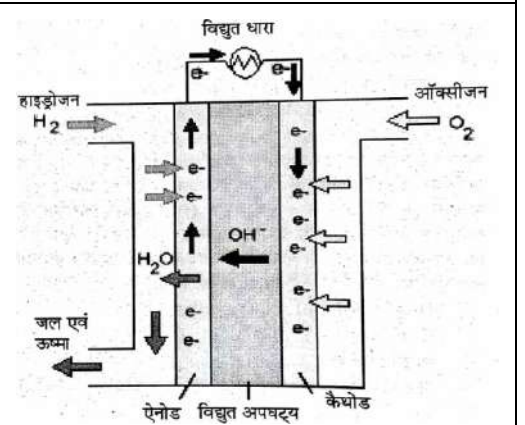 विद्युत धारा
e- e-
हाइड्रोजन
H2
ऑक्सीजन
O2
e-
e-
e-
e-
e-
OH-
e-
H2O
e-
e-
e-
e-
जल एवं
ऊष्मा
ऐनोड विद्युत अपघट्य कैथोड